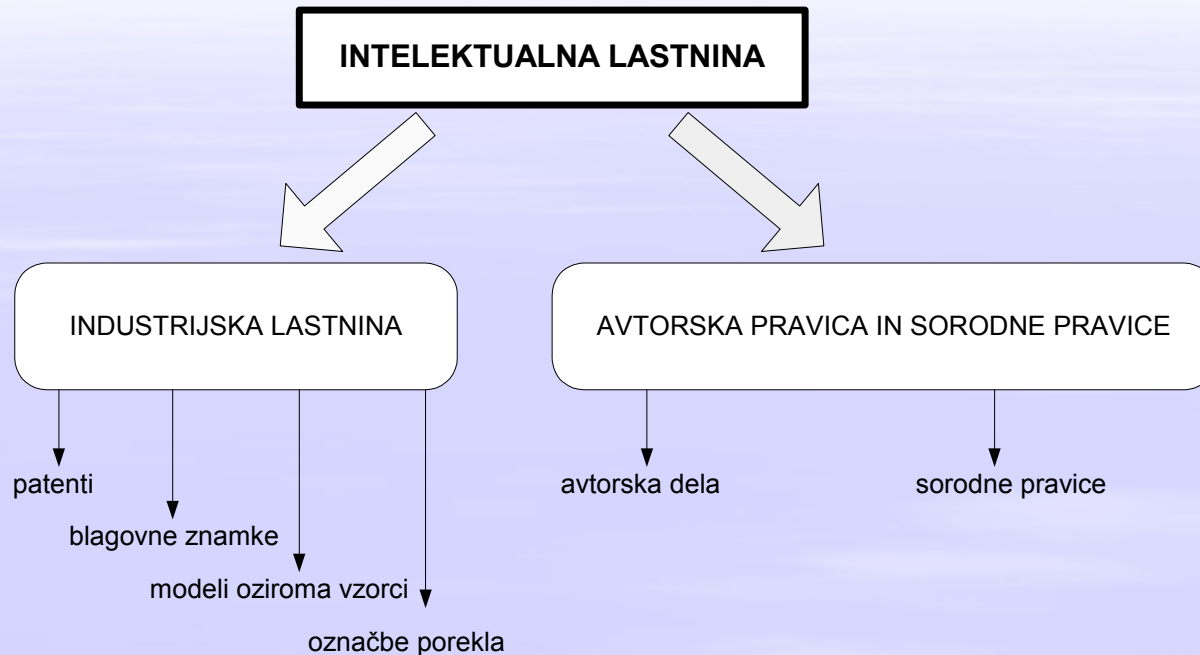 INTELEKTUALNA LASTNINA
INDUSTRIJSKA LASTNINA
patenti
blagovne znamke
modeli oziroma vzorci
označbe porekla
AVTORSKA PRAVICA IN SORODNE PRAVICE
avtorska dela
sorodne pravice